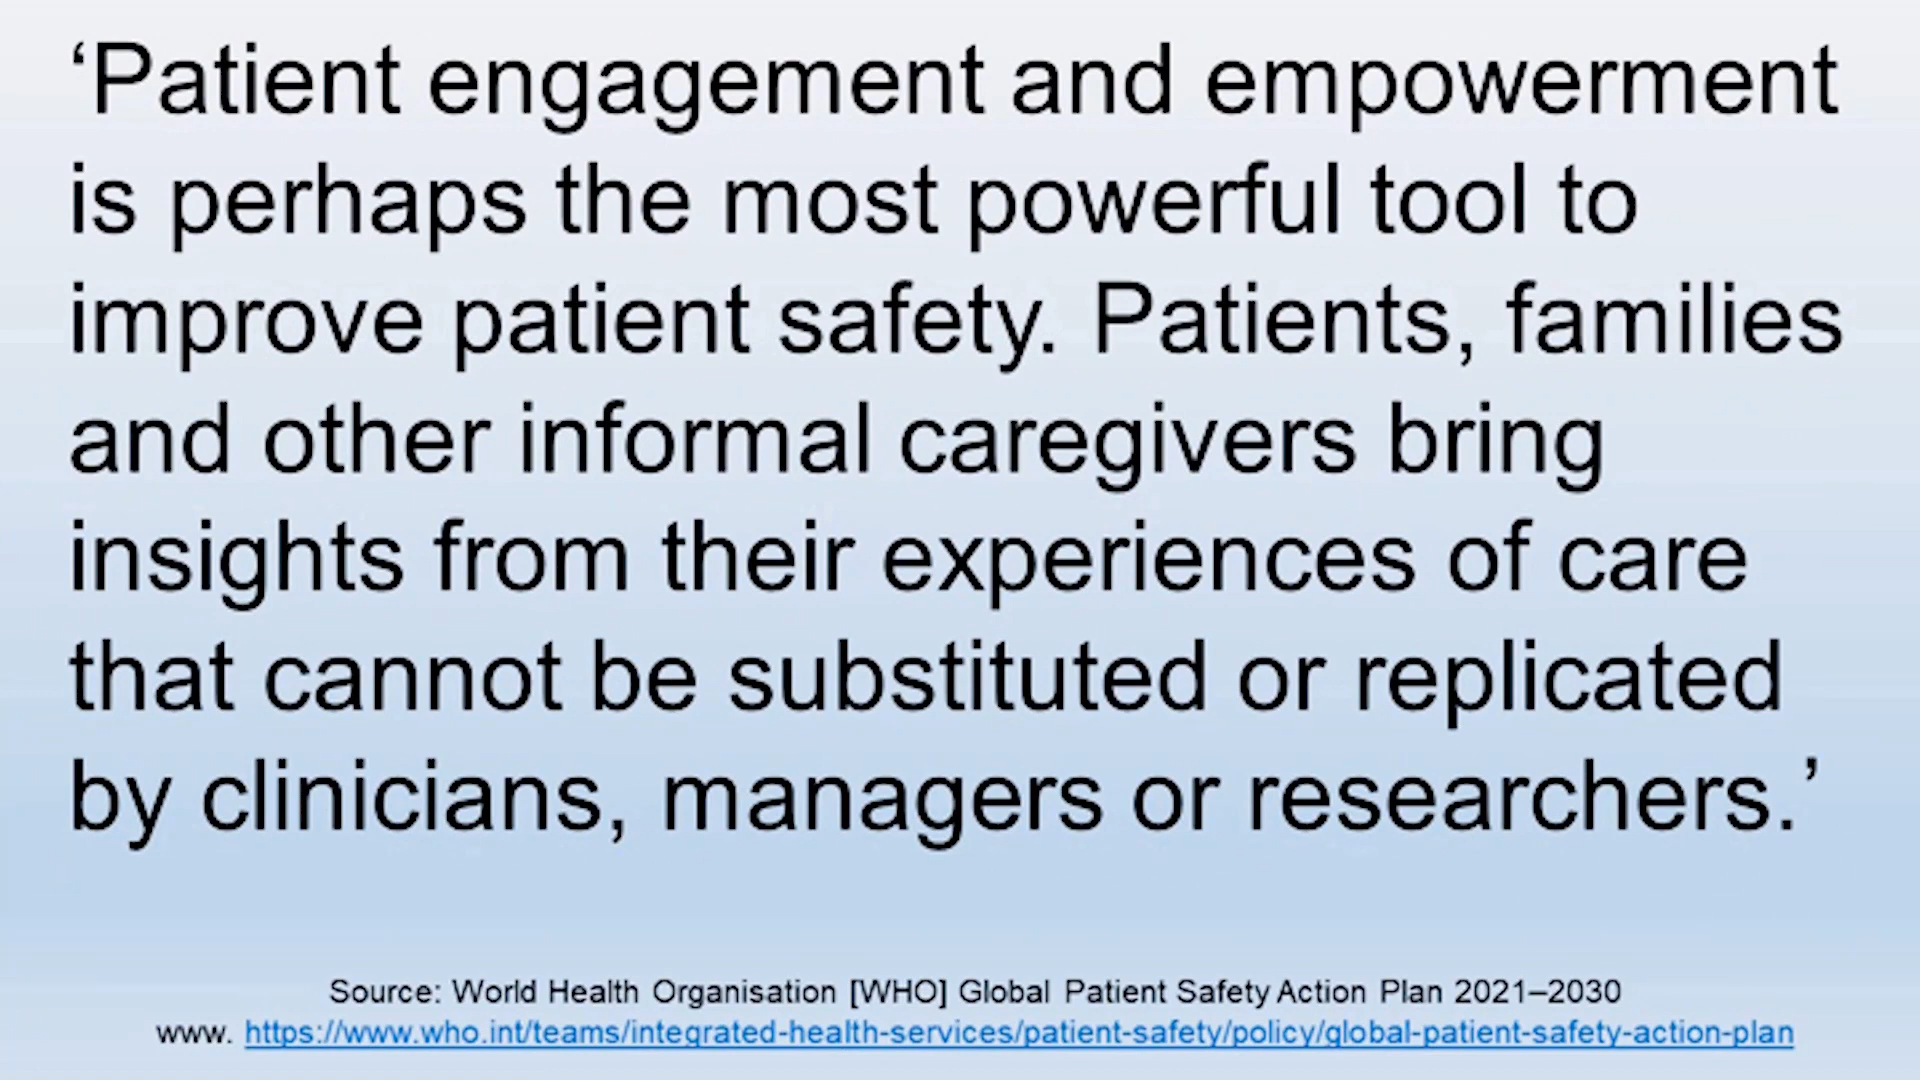 ‘Patient engagement and empowerment
is perhaps the most powerful tool to
improve patient safety. Patients, families
and other informal caregivers bring
insights from their experiences of care
that cannot be substituted or replicated
by clinicians, managers or researchers.’
Source: World Health Organisation [WHO] Global Patient Safety Action Plan 2021–2030
www. https://www.who.int/teams/integrated-health-services/patient-safety/policy/global-patient-safety-action-plan